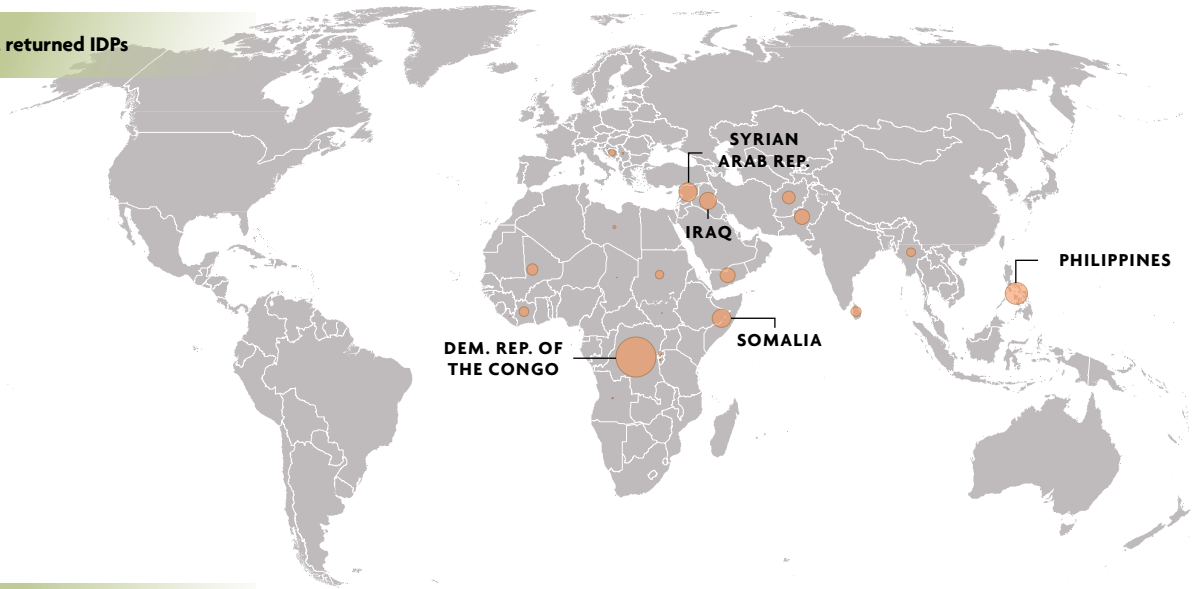 returned IDPs
SYRIAN
ARAB REP.
IRAQ
PHILIPPINES
SOMALIA
DEM. REP. OF
THE CONGO